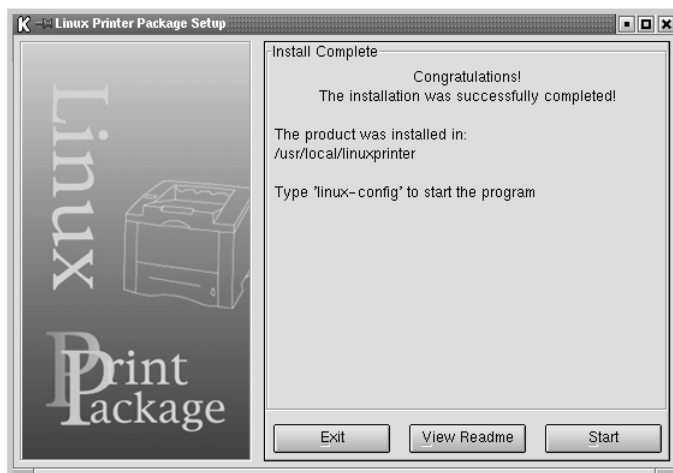 Linux Printer Package Setup
Linux
Print
Package
Install Complete
Congratulations!
The installation was successfully completed!
The product was installed in:
/usr/local/linuxprinter
Type 'linux-config' to start the program
Exit
View Readme
Start